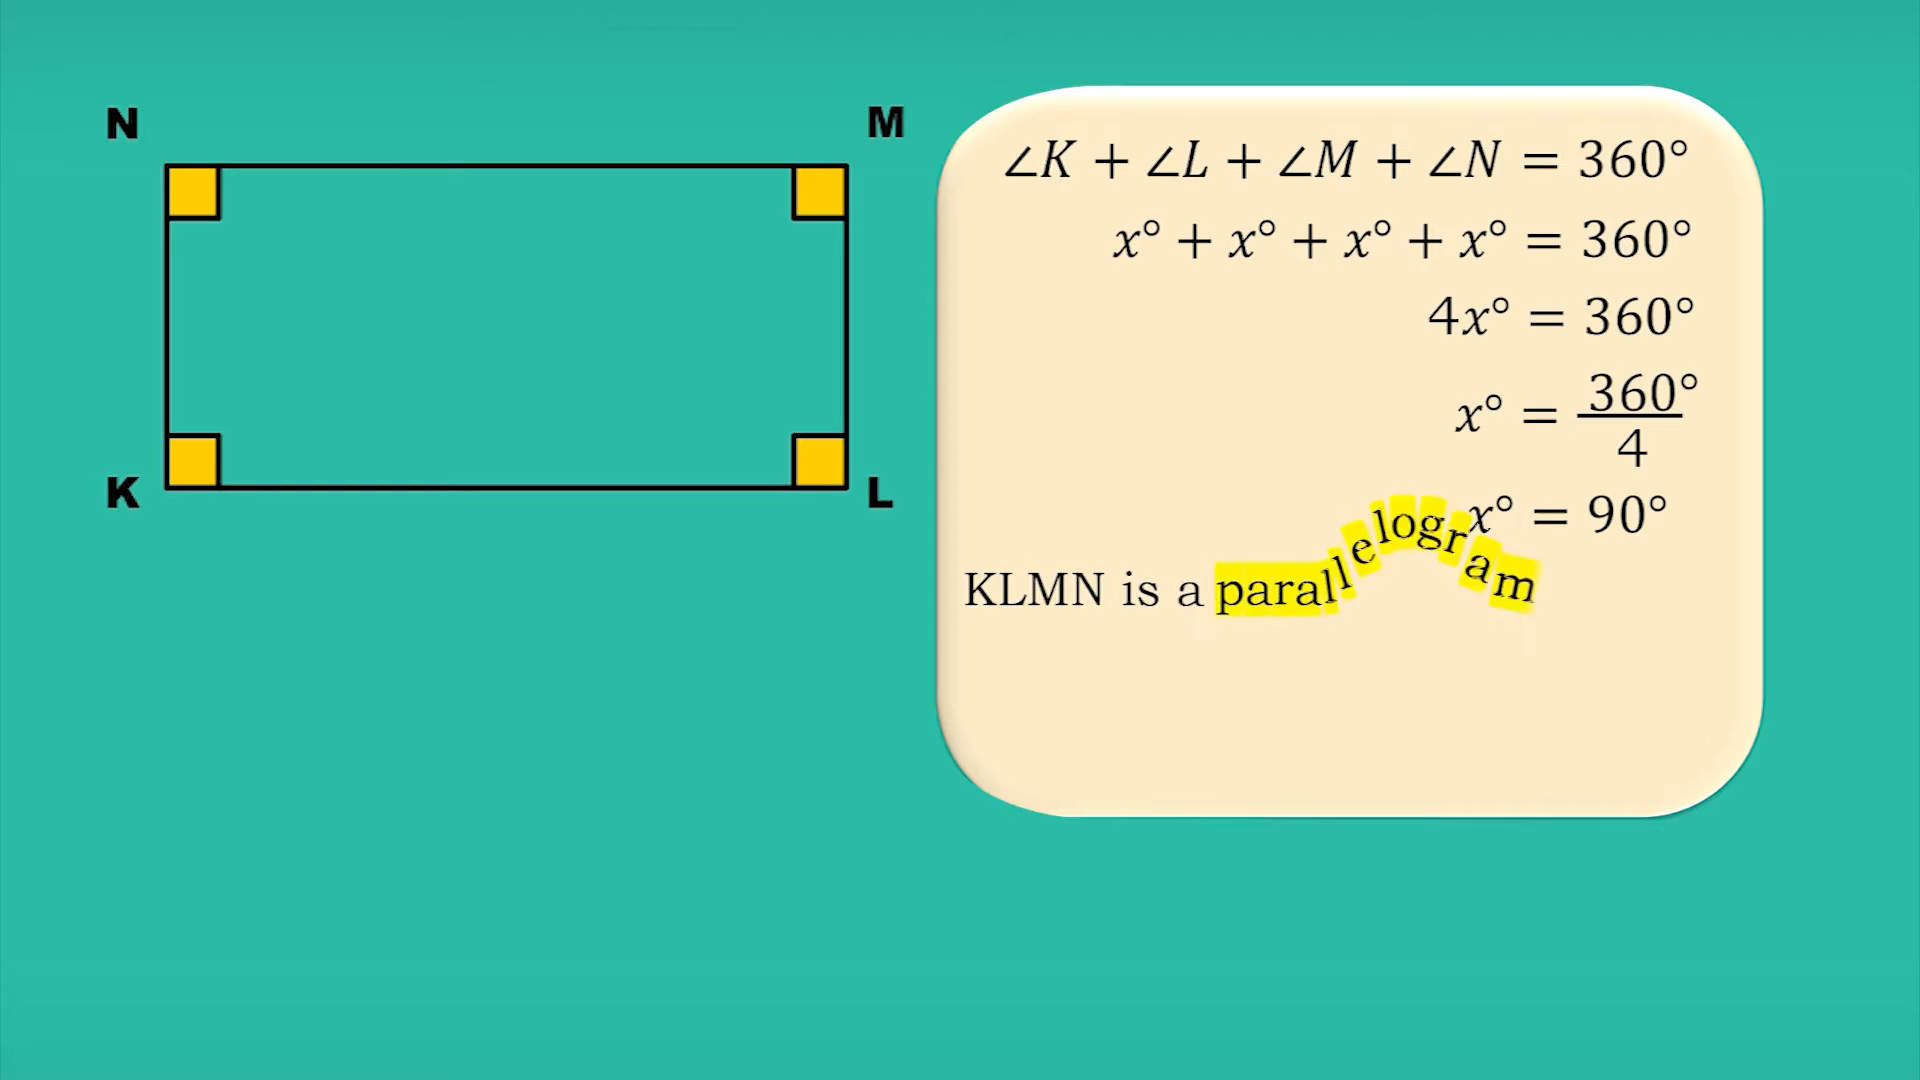 N
M
K
L
∠K + ∠L + ∠M + ∠N = 360°
x° + x° + x° + x° = 360°
4x° = 360°
x° = 360°/4
x° = 90°
KLMN is a parallelogram